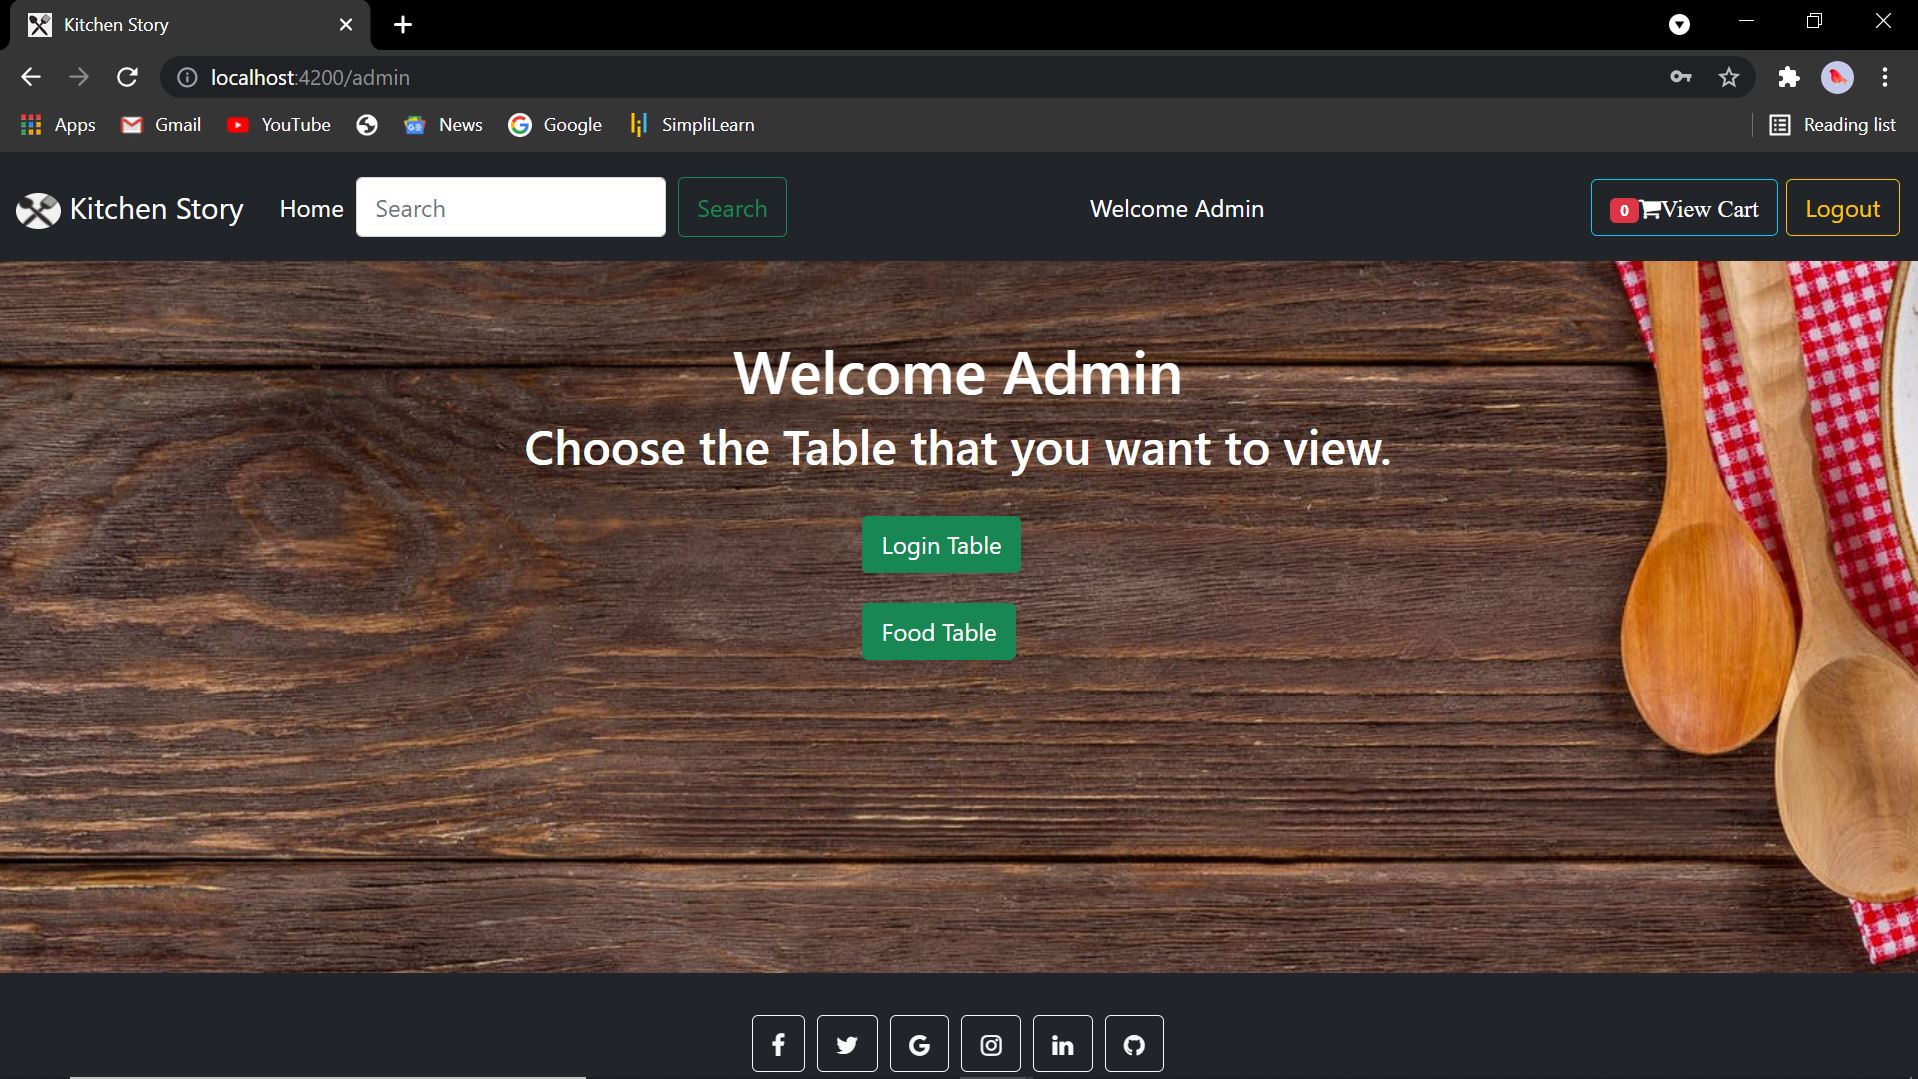 Kitchen Story
localhost:4200/admin
Apps Gmail YouTube News Google SimpliLearn Reading list
Kitchen Story Home Search Search Welcome Admin 0 View Cart Logout
Welcome Admin
Choose the Table that you want to view.
Login Table
Food Table